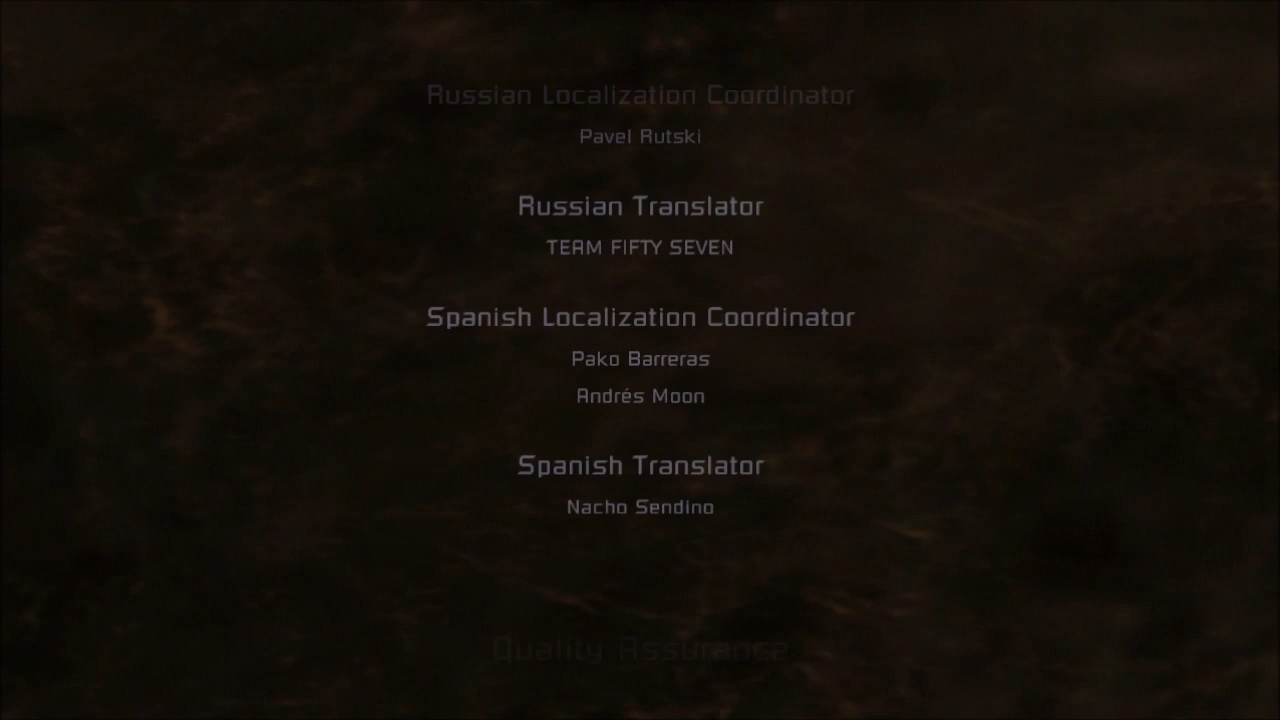 Russian Localization Coordinator
Pavel Rutski
Russian Translator
TEAM FIFTY SEVEN
Spanish Localization Coordinator
Pako Barreras
Andrés Moon
Spanish Translator
Nacho Sendino
Quality Assurance